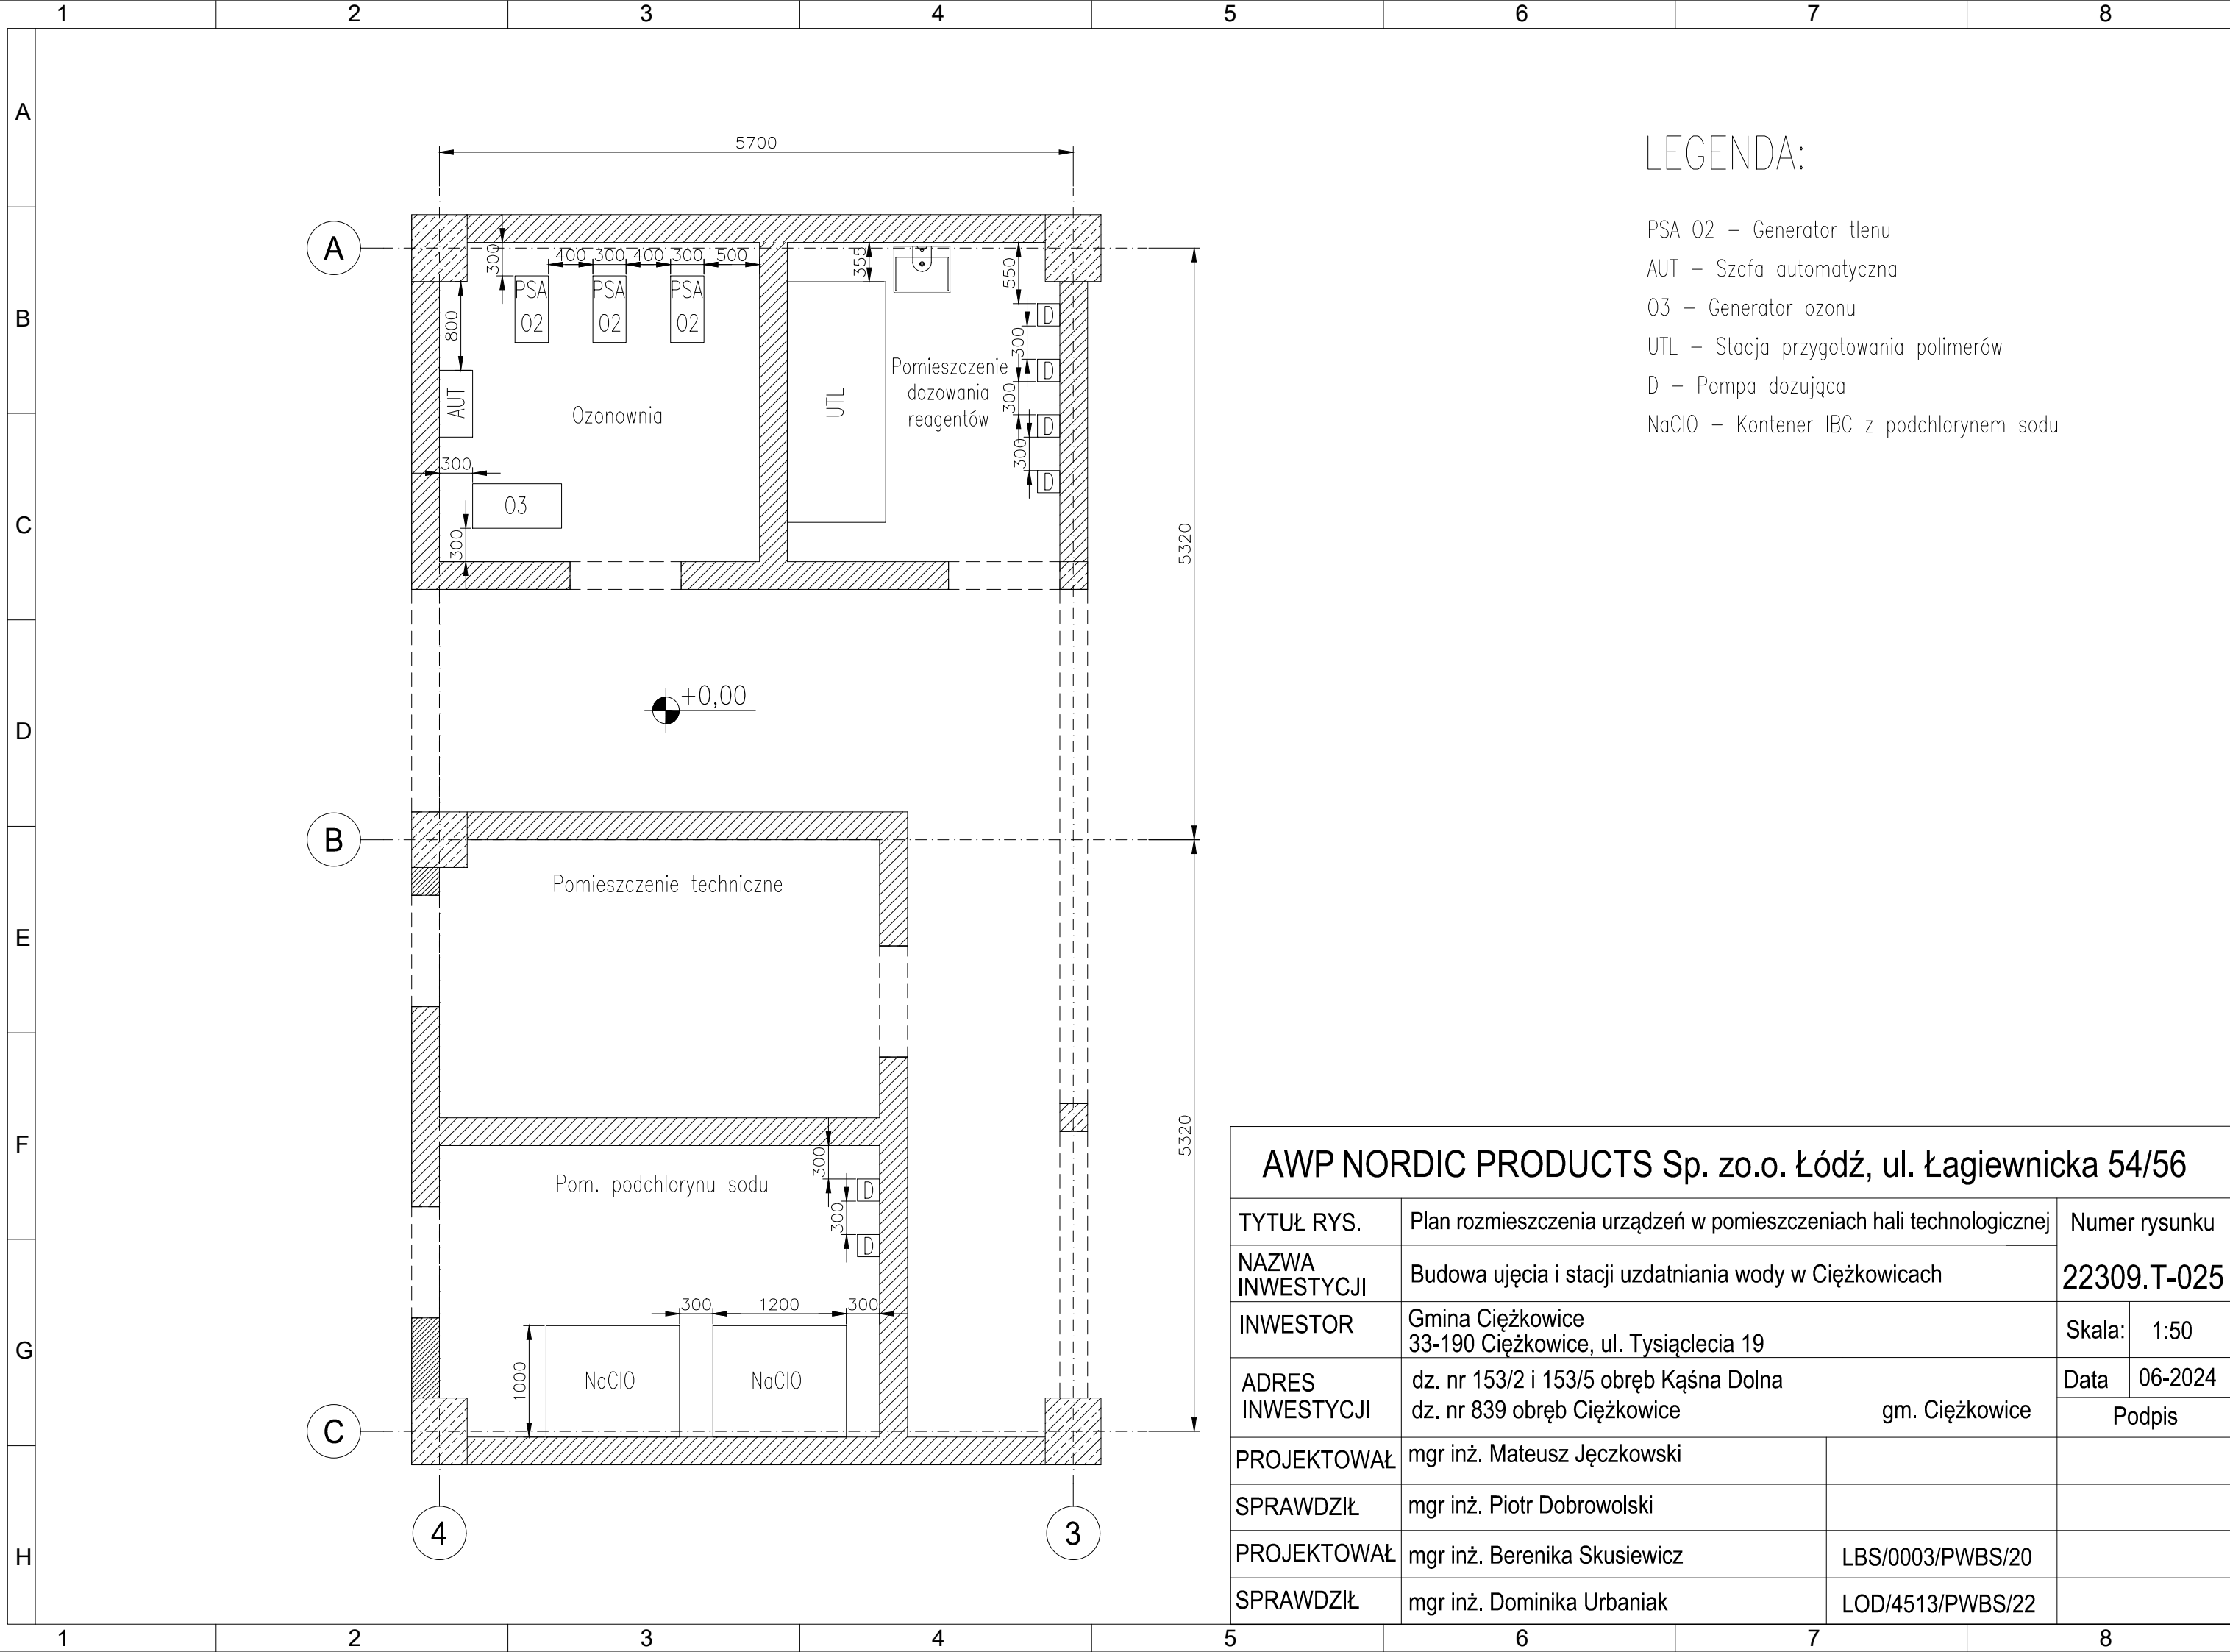 1 2 3 4 5 6 7 8
A
B
C
D
E
F
G
H
5700
A
300
400 300 400 300 500
PSA
O2
PSA
O2
PSA
O2
800
AUT
Ozonownia
300
O3
300
355
UTL
Pomieszczenie
dozowania
reagentów
550
D
300
D
300
D
300
D
5320
+0,00
B
Pomieszczenie techniczne
5320
Pom. podchlorynu sodu
300
D
300
D
300 1200 300
1000
NaClO
NaClO
C
4
3
LEGENDA:
PSA O2 – Generator tlenu
AUT – Szafa automatyczna
O3 – Generator ozonu
UTL – Stacja przygotowania polimerów
D – Pompa dozująca
NaClO – Kontener IBC z podchlorynem sodu
AWP NORDIC PRODUCTS Sp. zo.o. Łódź, ul. Łagiewnicka 54/56
TYTUŁ RYS. Plan rozmieszczenia urządzeń w pomieszczeniach hali technologicznej
Numer rysunku
22309.T-025
NAZWA
INWESTYCJI
Budowa ujęcia i stacji uzdatniania wody w Ciężkowicach
INWESTOR
Gmina Ciężkowice
33-190 Ciężkowice, ul. Tysiąclecia 19
Skala: 1:50
ADRES
INWESTYCJI
dz. nr 153/2 i 153/5 obręb Kąśna Dolna
dz. nr 839 obręb Ciężkowice gm. Ciężkowice
Data 06-2024
Podpis
PROJEKTOWAŁ mgr inż. Mateusz Jęczkowski
SPRAWDZIŁ mgr inż. Piotr Dobrowolski
PROJEKTOWAŁ mgr inż. Berenika Skusiewicz LBS/0003/PWBS/20
SPRAWDZIŁ mgr inż. Dominika Urbaniak LOD/4513/PWBS/22
1 2 3 4 5 6 7 8